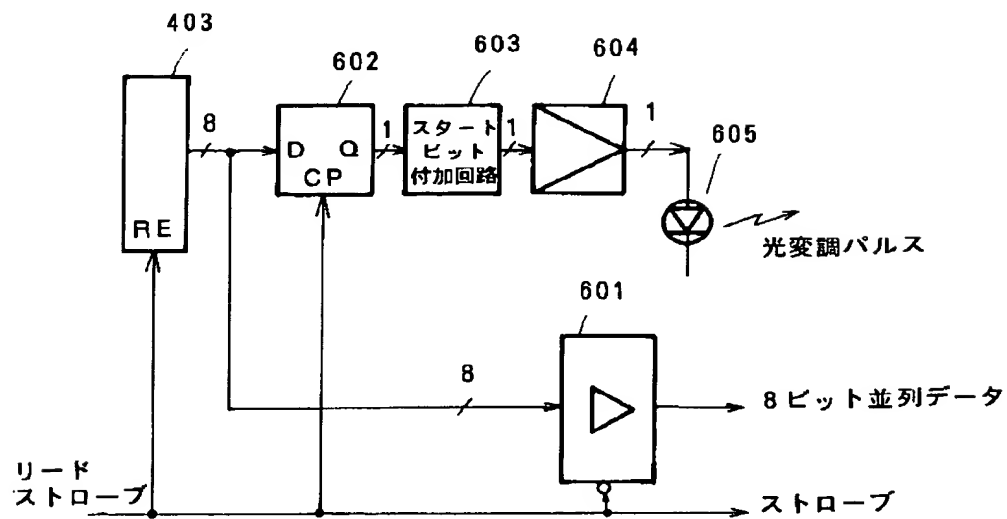 403
602
603
604
605
8
D Q
CP
1
スタート
ビット
付加回路
1
1
RE
光変調パルス
601
8
8ビット並列データ
リード
ストローブ
ストローブ